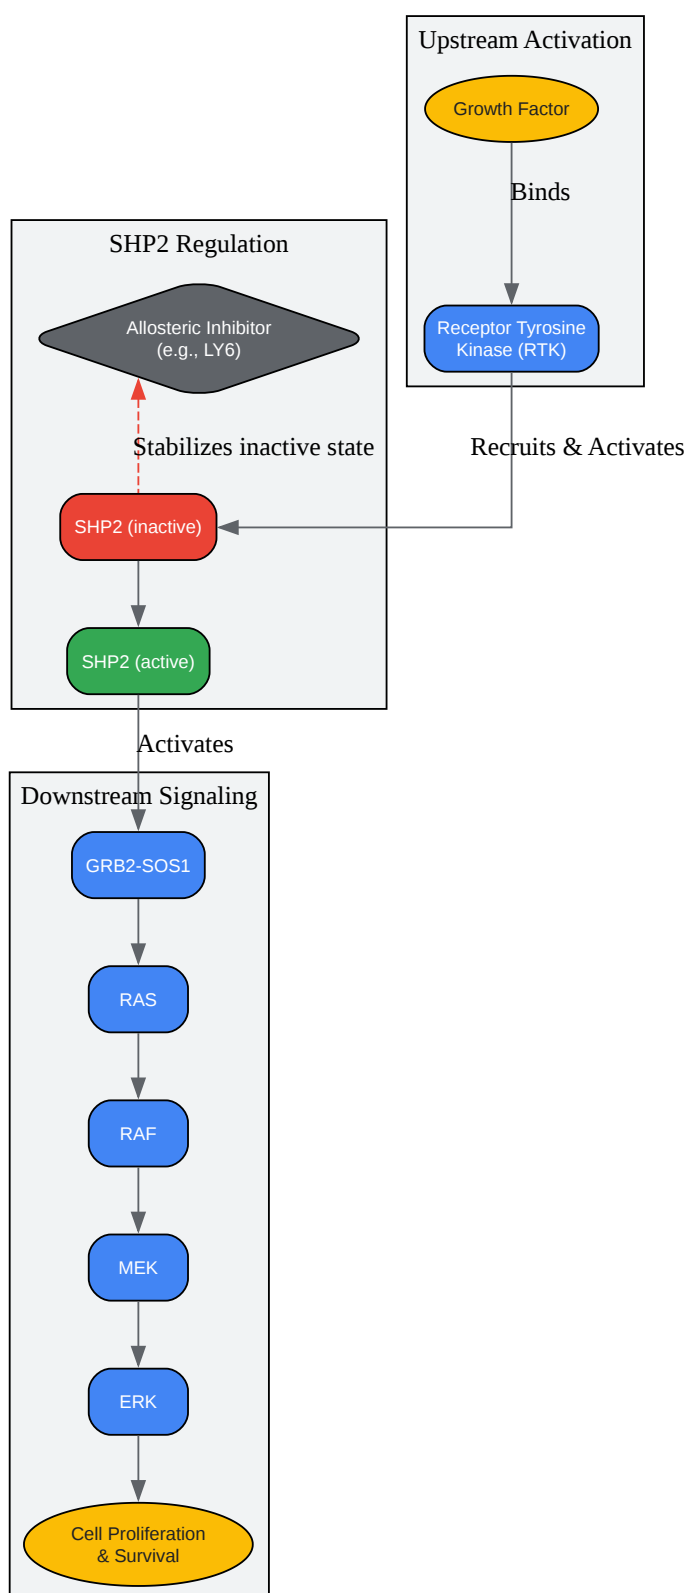 Upstream Activation
Growth Factor
Binds
Receptor Tyrosine
Kinase (RTK)
Recruits & Activates
SHP2 Regulation
Allosteric Inhibitor
(e.g., LY6)
Stabilizes inactive state
SHP2 (inactive)
SHP2 (active)
Activates
Downstream Signaling
GRB2-SOS1
RAS
RAF
MEK
ERK
Cell Proliferation
& Survival